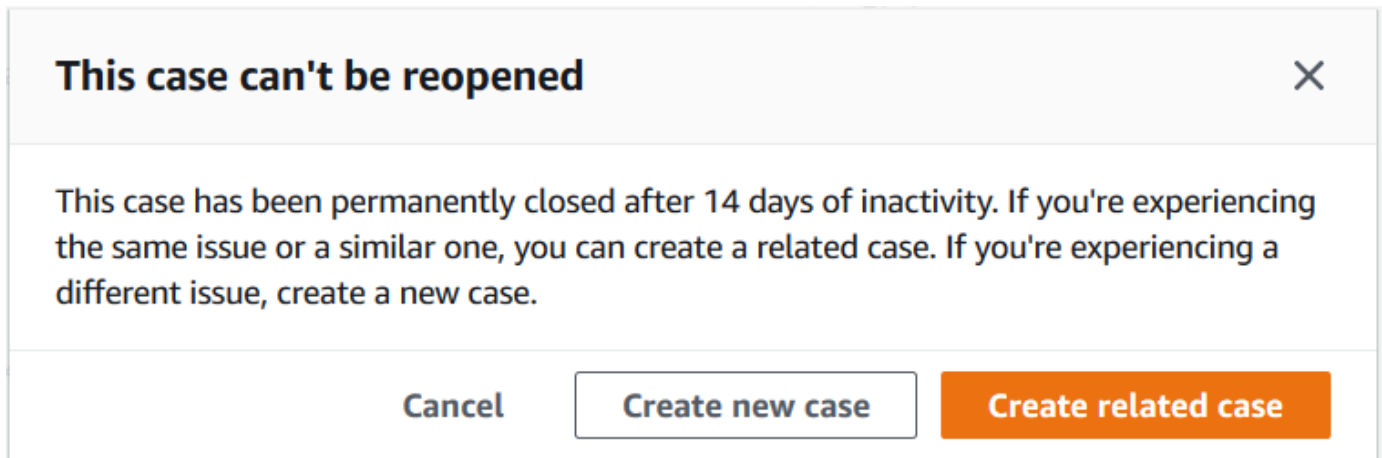 This case can't be reopened
This case has been permanently closed after 14 days of inactivity. If you're experiencing
the same issue or a similar one, you can create a related case. If you're experiencing a
different issue, create a new case.
Cancel
Create new case
Create related case